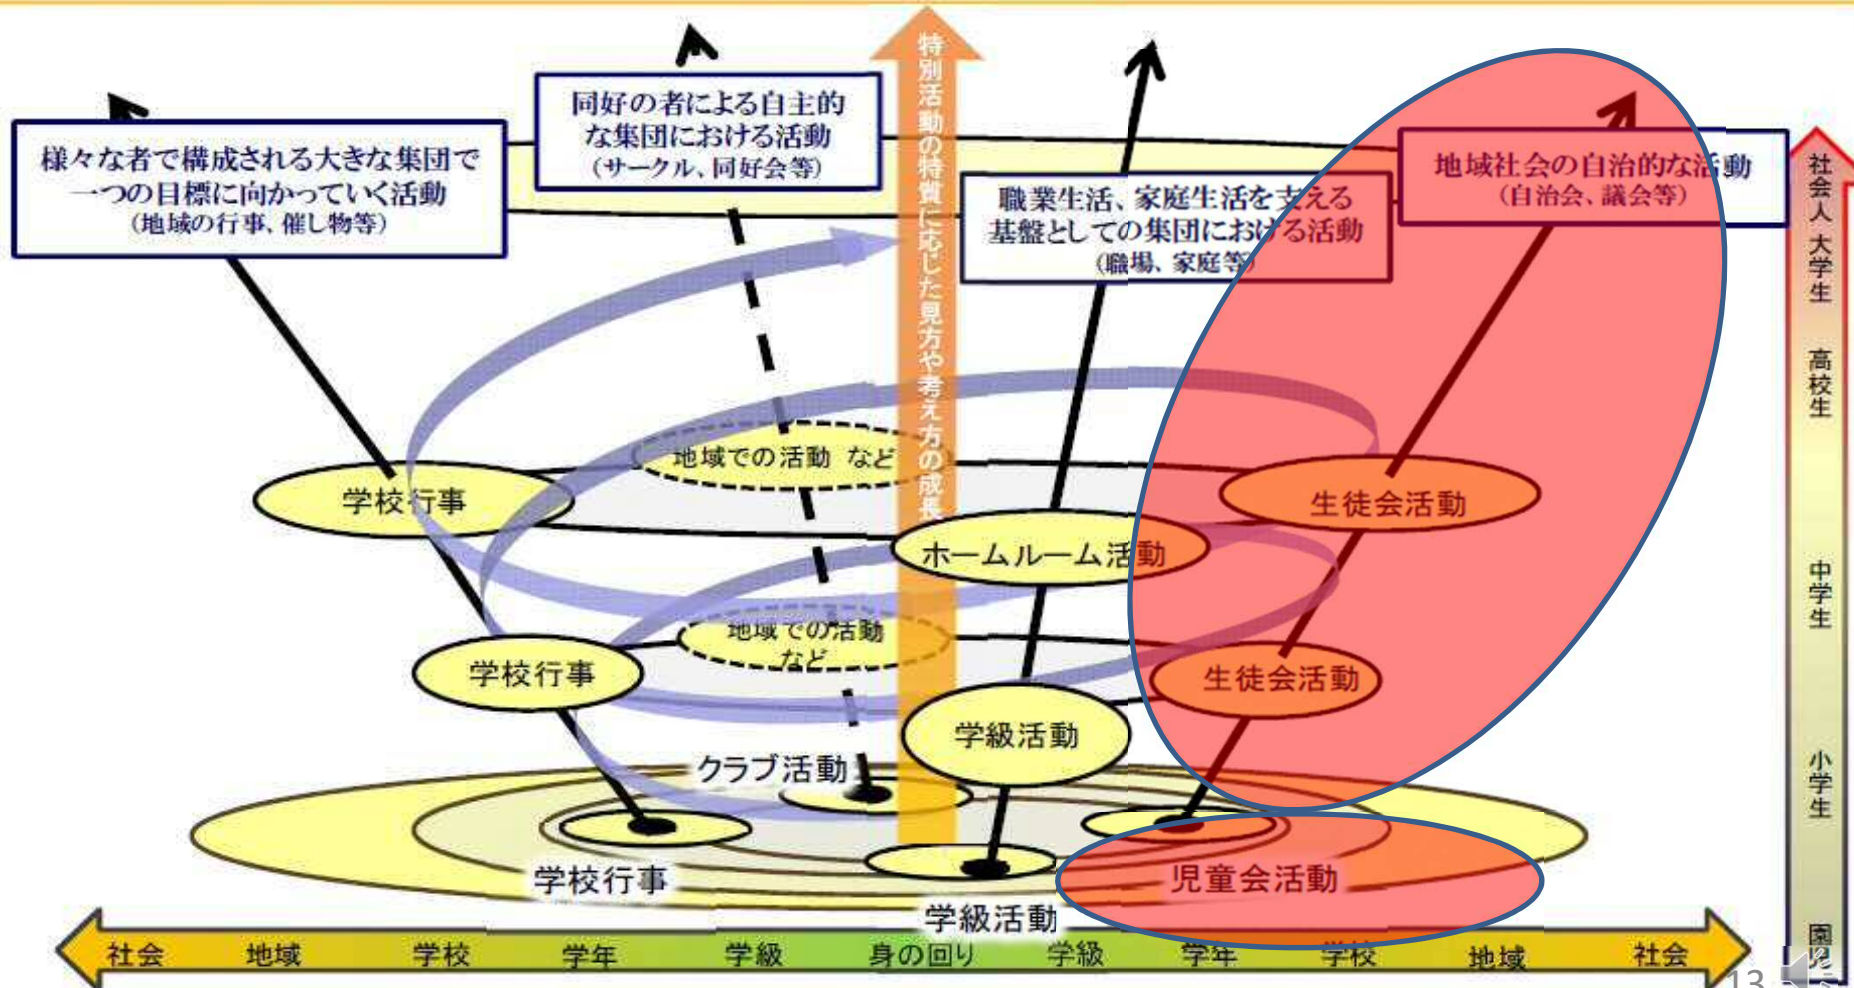 特別活動の特質に応じた見方や考え方の成長
同好の者による自主的
な集団における活動
（サークル、同好会等）
様々な者で構成される大きな集団で
一つの目標に向かっていく活動
（地域の行事、催し物等）
地域社会の自治的な活動
（自治会、議会等）
職業生活、家庭生活を支える
基盤としての集団における活動
（職場、家庭等）
社会人
大学生
高校生
中学生
小学生
園児
地域での活動 など
学校行事
生徒会活動
ホームルーム活動
地域での活動
など
学校行事
生徒会活動
学級活動
クラブ活動
学校行事
児童会活動
学級活動
社会 地域 学校 学年 学級 身の回り 学級 学年 学校 地域 社会
13